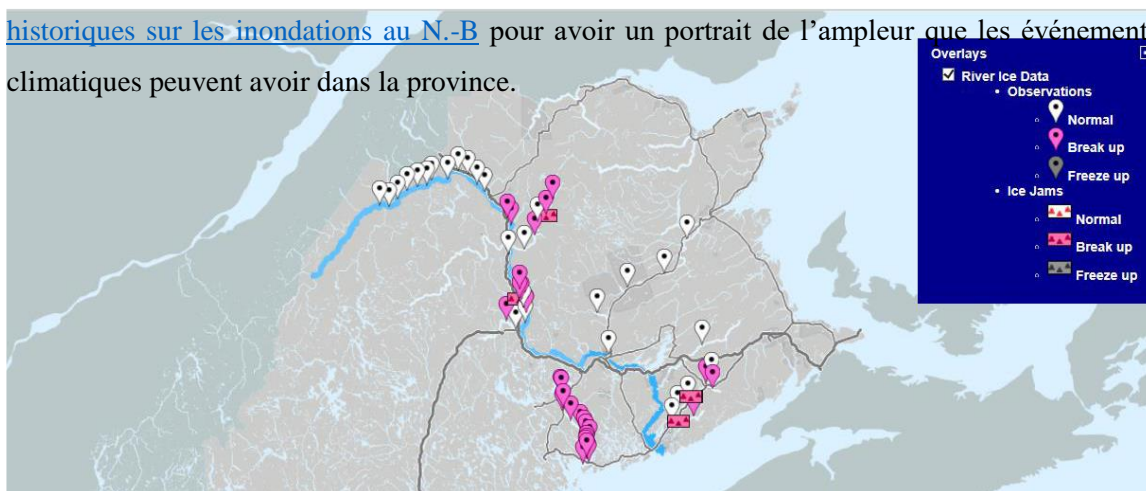 historiques sur les inondations au N.-B pour avoir un portrait de l’ampleur que les événement
climatiques peuvent avoir dans la province.
Overlays
River Ice Data
Observations
Normal
Break up
Freeze up
Ice Jams
Normal
Break up
Freeze up